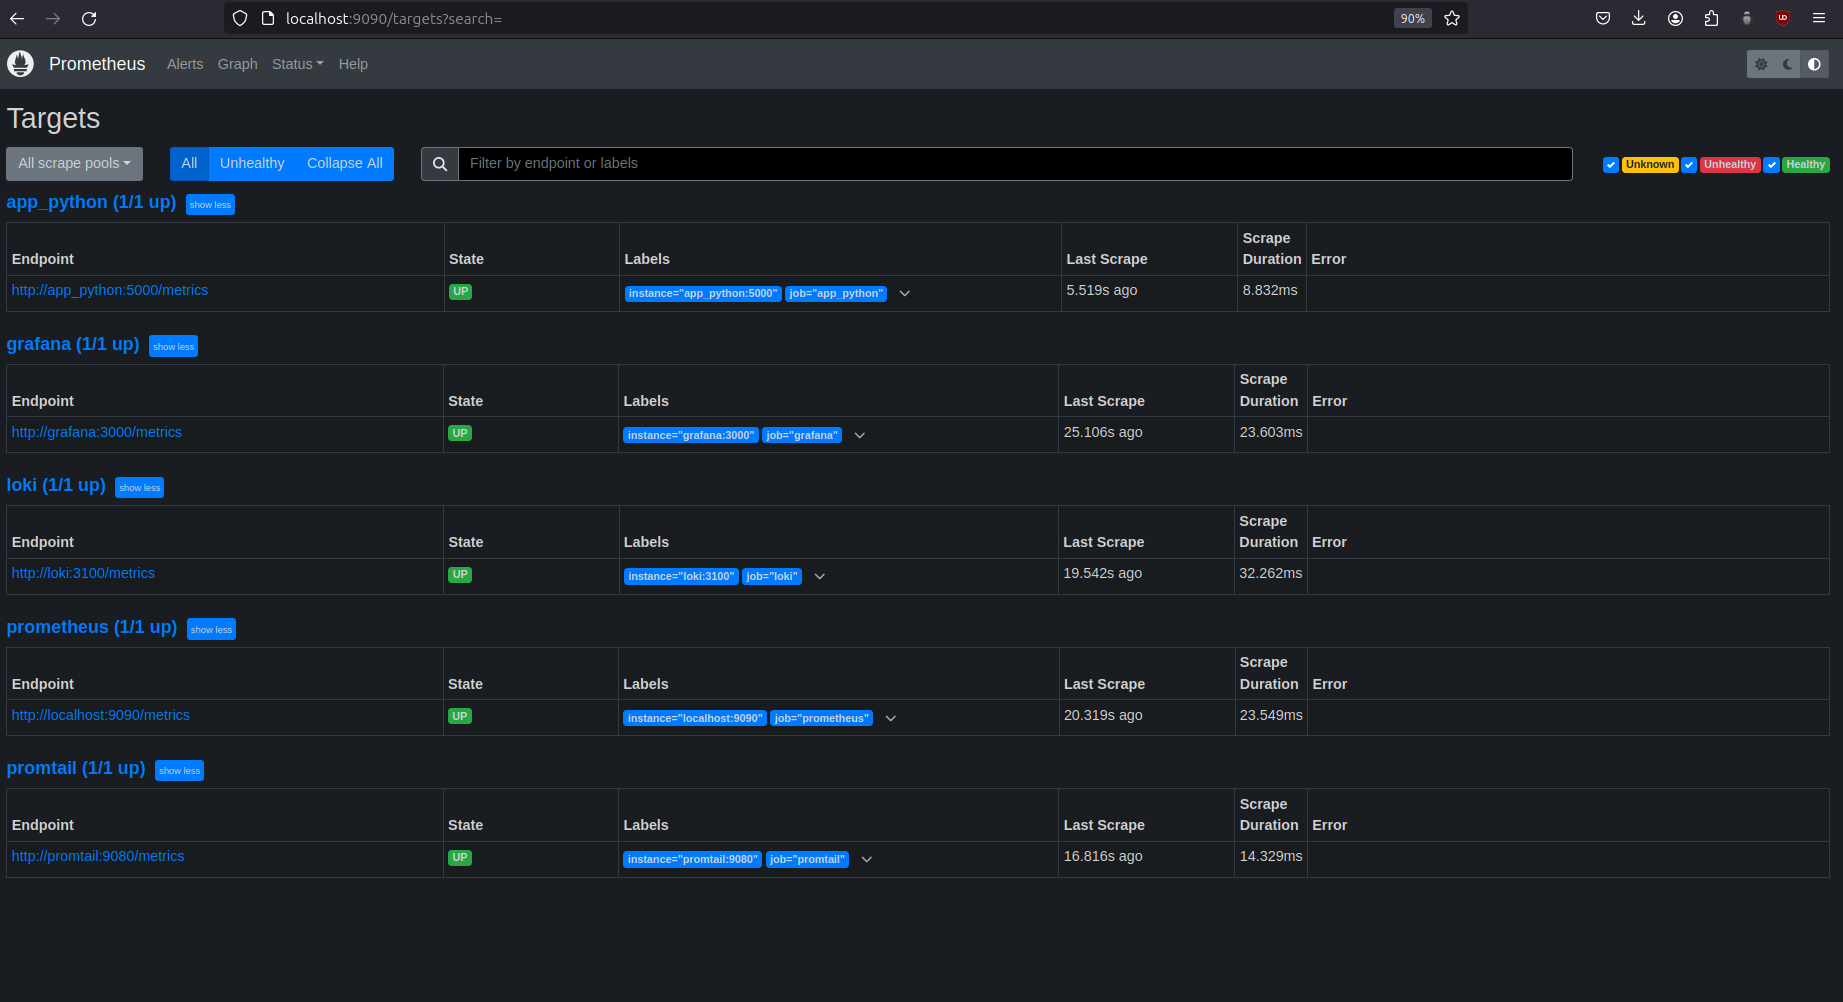 localhost:9090/targets?search=
90%
Prometheus Alerts Graph Status Help
Targets
All scrape pools All Unhealthy Collapse All Filter by endpoint or labels Unknown Unhealthy Healthy
app_python (1/1 up) show less
Endpoint State Labels Last Scrape Scrape Duration Error
http://app_python:5000/metrics UP instance="app_python:5000" job="app_python" 5.519s ago 8.832ms
grafana (1/1 up) show less
Endpoint State Labels Last Scrape Scrape Duration Error
http://grafana:3000/metrics UP instance="grafana:3000" job="grafana" 25.106s ago 23.603ms
loki (1/1 up) show less
Endpoint State Labels Last Scrape Scrape Duration Error
http://loki:3100/metrics UP instance="loki:3100" job="loki" 19.542s ago 32.262ms
prometheus (1/1 up) show less
Endpoint State Labels Last Scrape Scrape Duration Error
http://localhost:9090/metrics UP instance="localhost:9090" job="prometheus" 20.319s ago 23.549ms
promtail (1/1 up) show less
Endpoint State Labels Last Scrape Scrape Duration Error
http://promtail:9080/metrics UP instance="promtail:9080" job="promtail" 16.816s ago 14.329ms